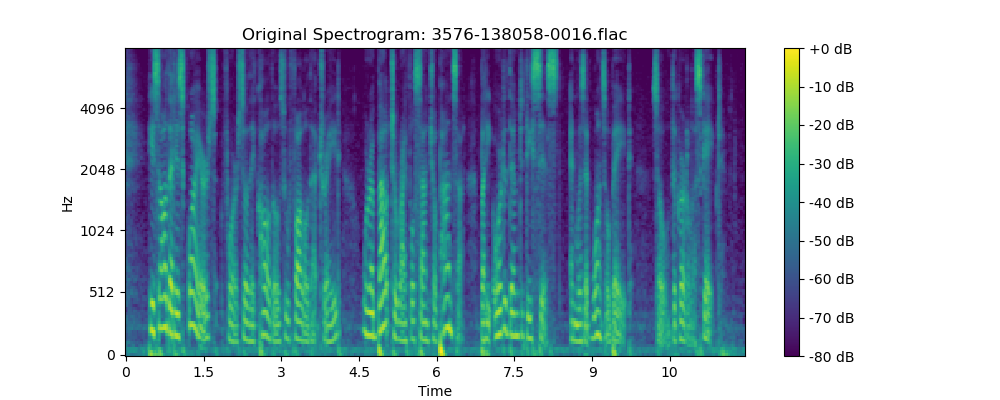 Original Spectrogram: 3576-138058-0016.flac
Hz
4096
2048
1024
512
0
0 1.5 3 4.5 6 7.5 9 10
Time
+0 dB
-10 dB
-20 dB
-30 dB
-40 dB
-50 dB
-60 dB
-70 dB
-80 dB